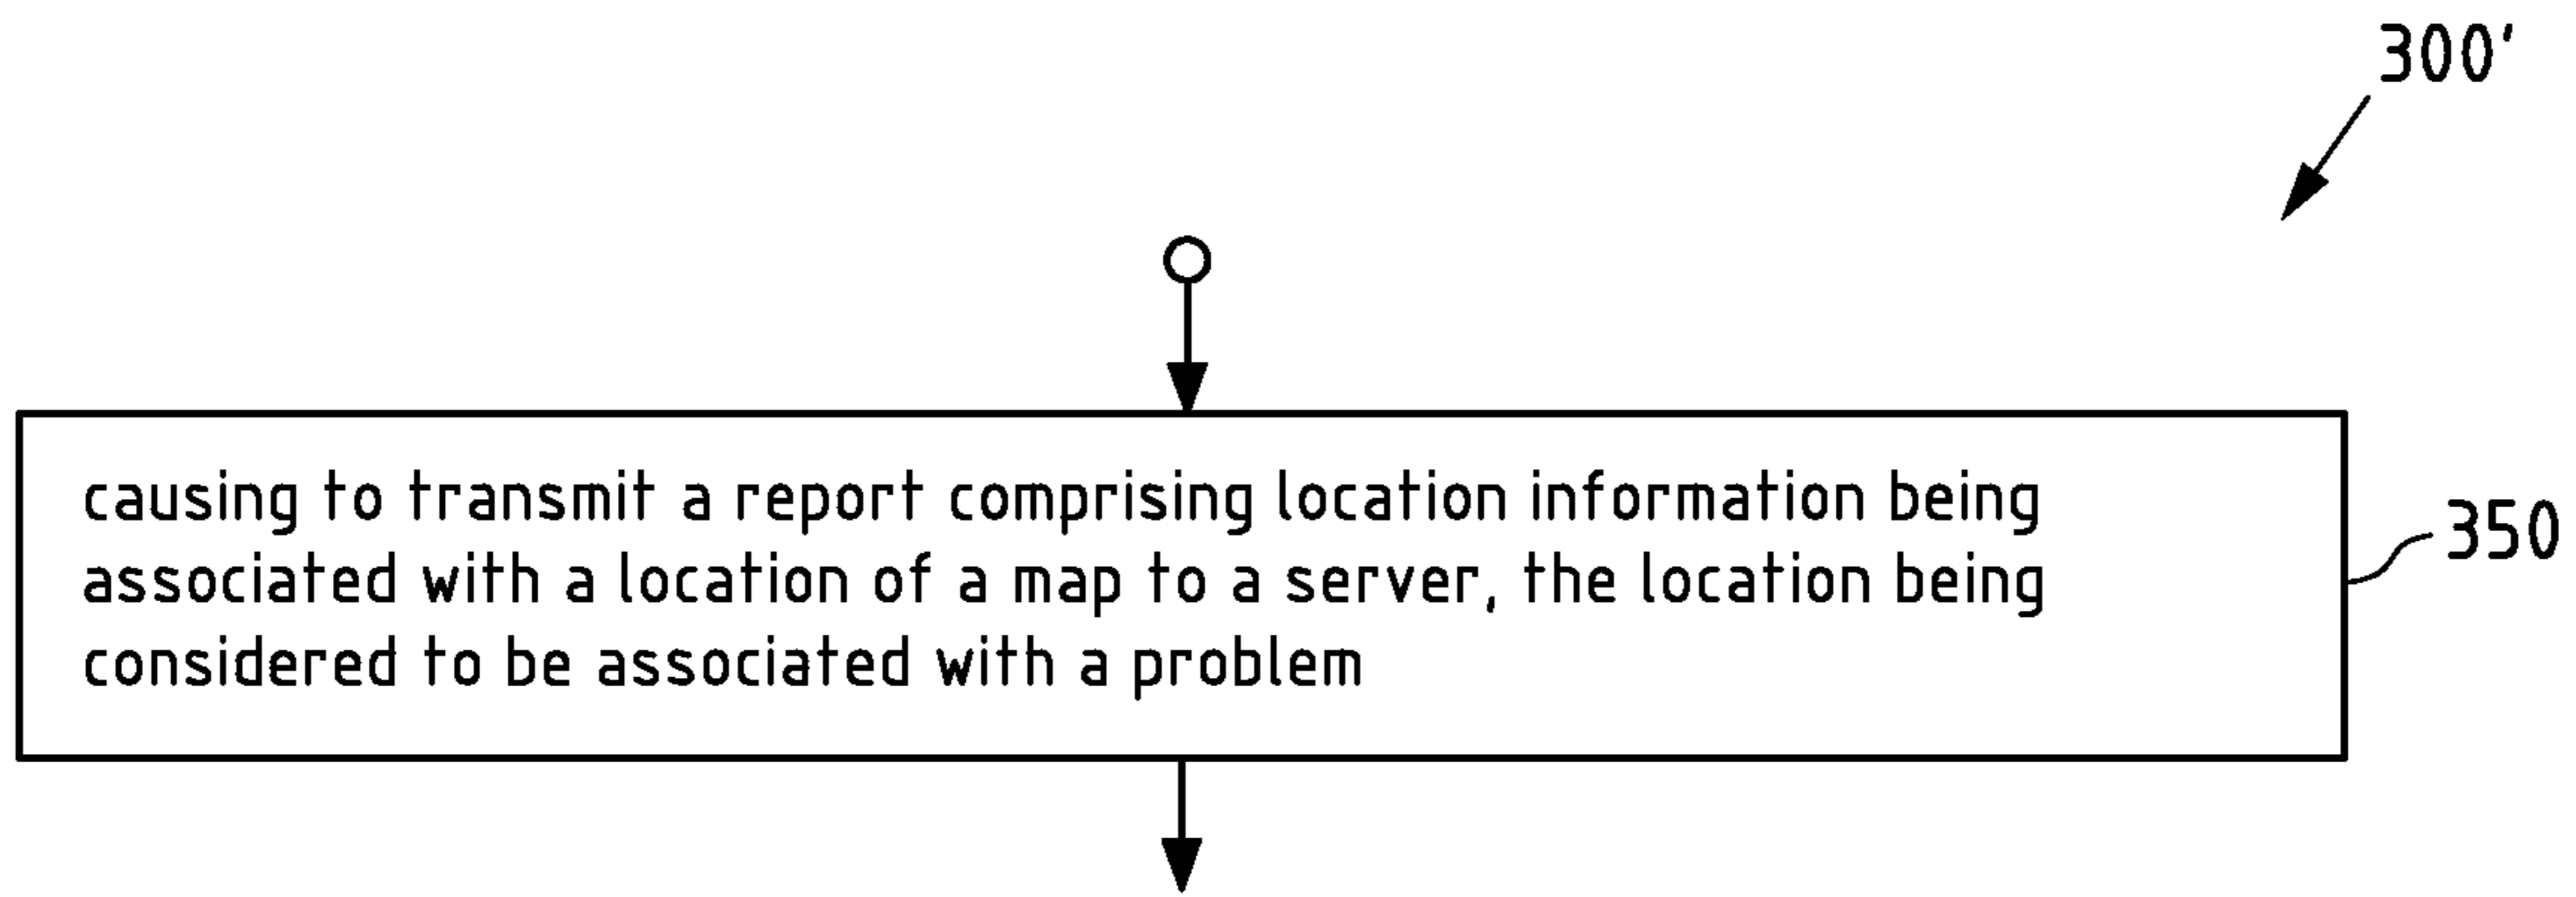 300'
causing to transmit a report comprising location information being
associated with a location of a map to a server, the location being
considered to be associated with a problem
350